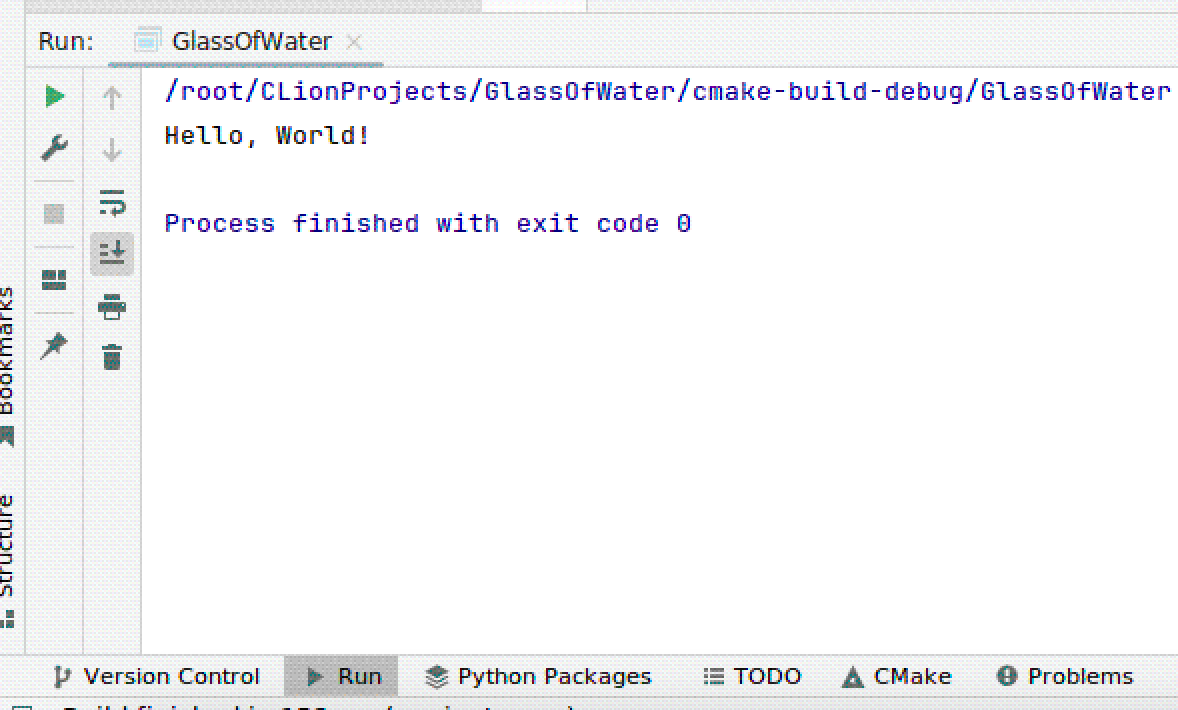 Run: GlassOfWater
/root/CLionProjects/GlassOfWater/cmake-build-debug/GlassOfWater
Hello, World!
Process finished with exit code 0
Bookmarks
Structure
Version Control Run Python Packages TODO CMake Problems